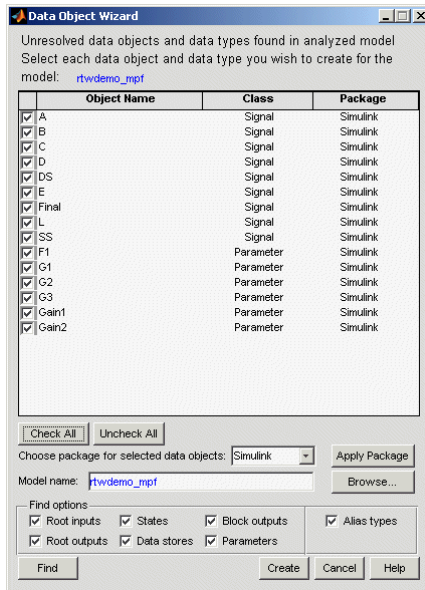 Data Object Wizard
Unresolved data objects and data types found in analyzed model
Select each data object and data type you wish to create for the
model: rtwdemo_mpf
Object Name Class Package
A Signal Simulink
B Signal Simulink
C Signal Simulink
D Signal Simulink
DS Signal Simulink
E Signal Simulink
Final Signal Simulink
L Signal Simulink
SS Signal Simulink
F1 Parameter Simulink
G1 Parameter Simulink
G2 Parameter Simulink
G3 Parameter Simulink
Gain1 Parameter Simulink
Gain2 Parameter Simulink
Check All Uncheck All
Choose package for selected data objects: Simulink Apply Package
Model name: rtwdemo_mpf Browse...
Find options
Root inputs States Block outputs Alias types
Root outputs Data stores Parameters
Find Create Cancel Help